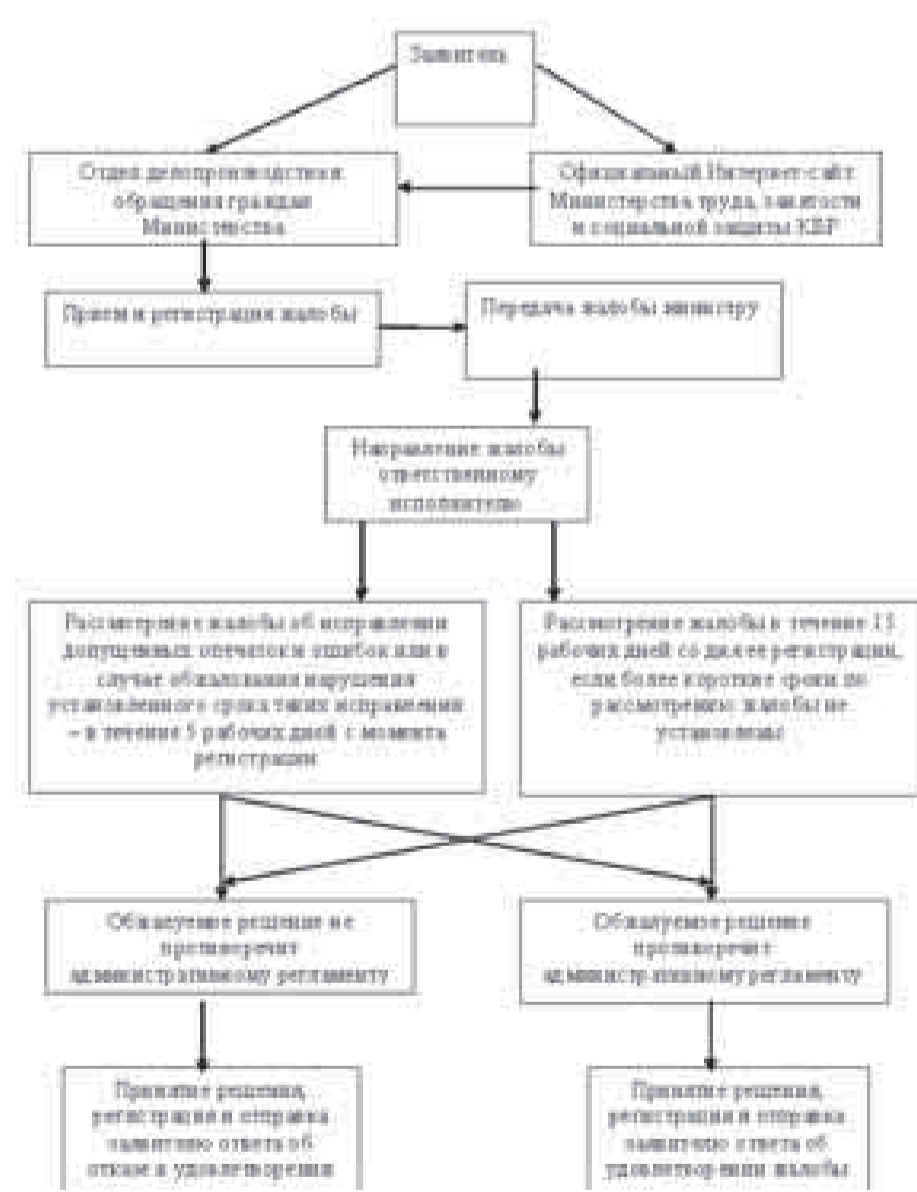 Заявитель
Отдел делопроизводства и
обращения граждан
Министерства
Официальный Интернет-сайт
Министерства труда, занятости
и социальной защиты КБР
Прием и регистрация жалобы
Передача жалобы министру
Направление жалобы
ответственному
исполнителю
Рассмотрение жалобы об исправлении
допущенных опечаток и ошибок или в
случае обжалования нарушения
установленного срока таких исправлений
– в течение 5 рабочих дней с момента
регистрации
Рассмотрение жалобы в течение 15
рабочих дней со дня ее регистрации,
если более короткие сроки по
рассмотрению жалобы не
установлены
Обжалуемое решение не
противоречит
административному регламенту
Обжалуемое решение
противоречит
административному регламенту
Принятие решения,
регистрация и отправка
заявителю ответа об
отказе в удовлетворении
Принятие решения,
регистрация и отправка
заявителю ответа об
удовлетворении жалобы